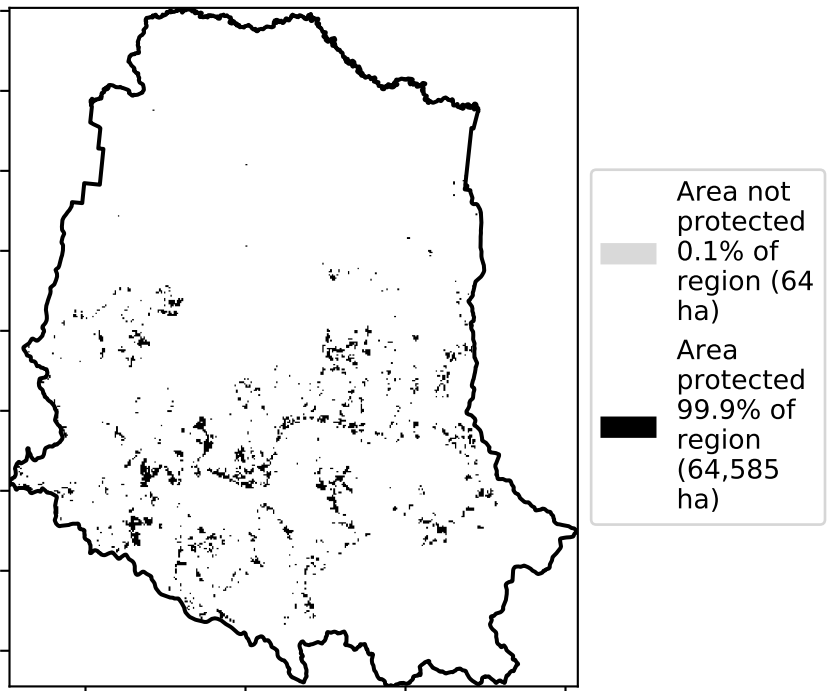 Area not
protected
0.1% of
region (64
ha)
Area
protected
99.9% of
region
(64,585
ha)